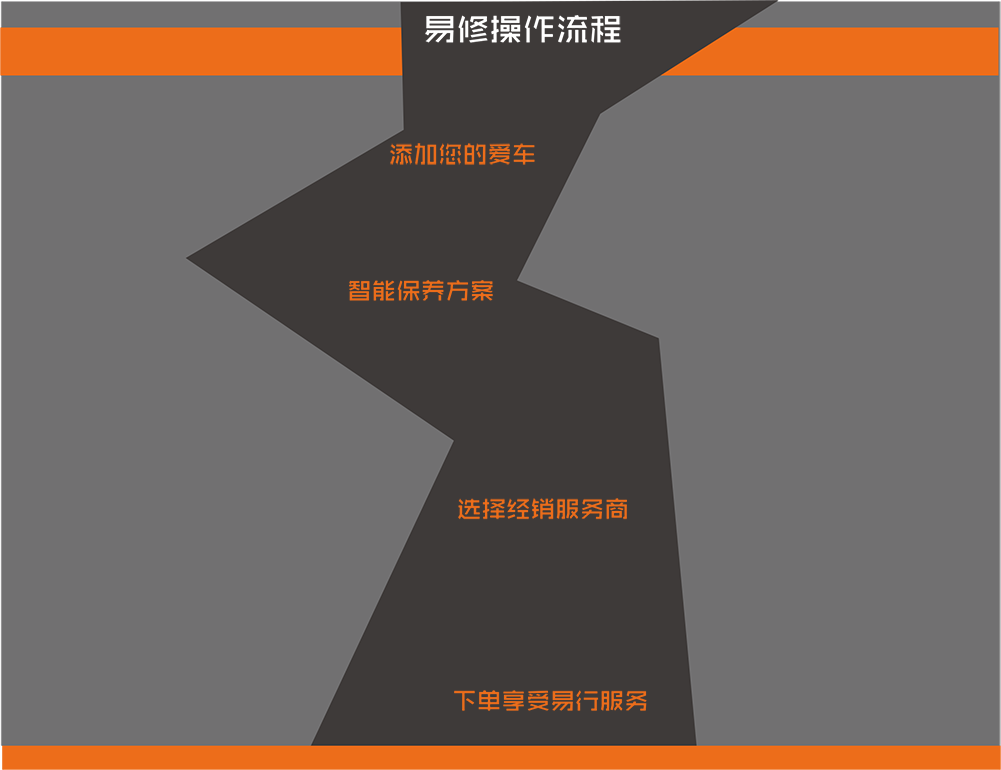 易修操作流程
添加您的爱车
智能保养方案
选择经销服务商
下单享受易行服务